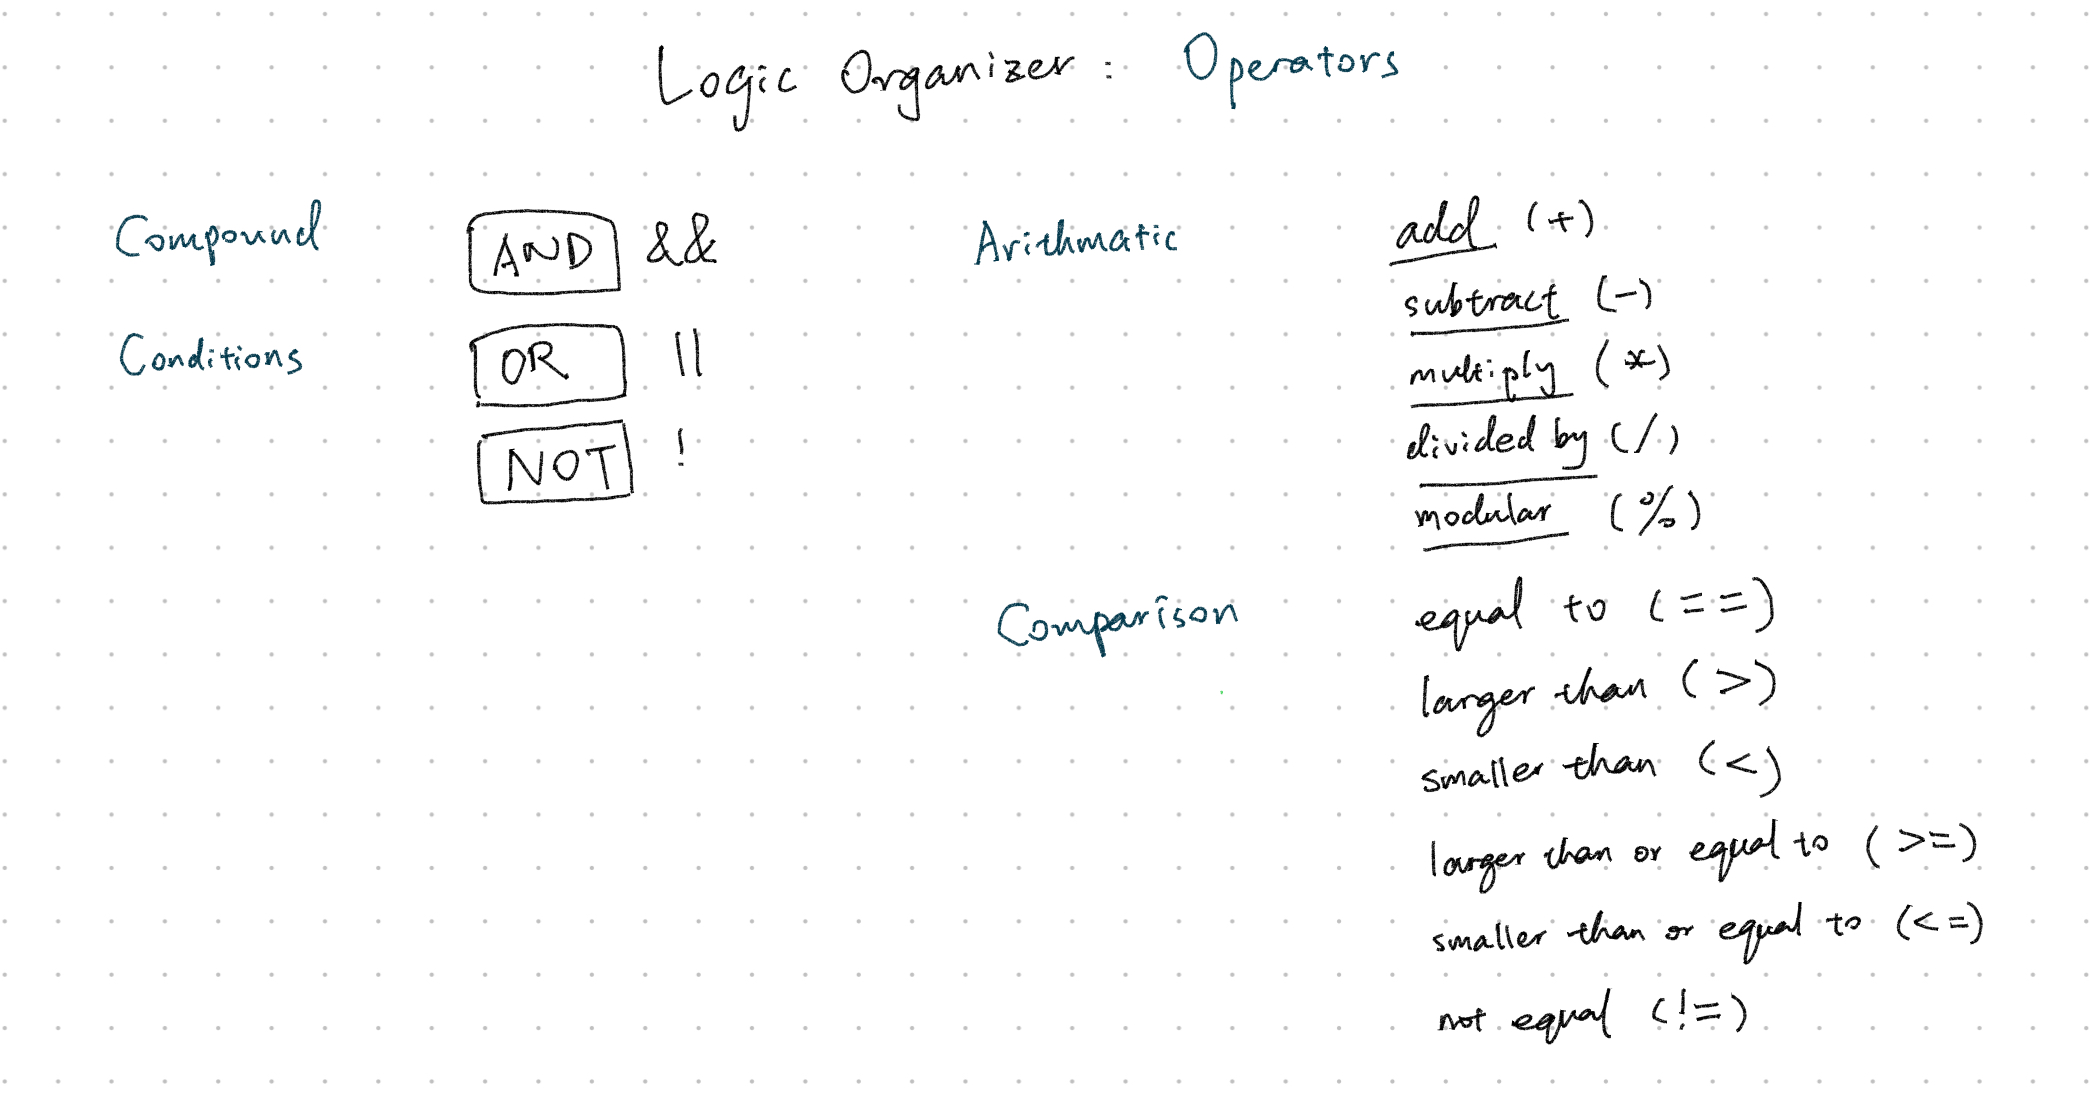 Logic Organizer : Operators
Compound
Conditions
AND &&
OR ||
NOT !
Arithmatic
add (+)
subtract (-)
multiply (*)
divided by (/)
modular (%)
Comparison
equal to (==)
larger than (>)
smaller than (<)
larger than or equal to (>=)
smaller than or equal to (<=)
not equal (!=)